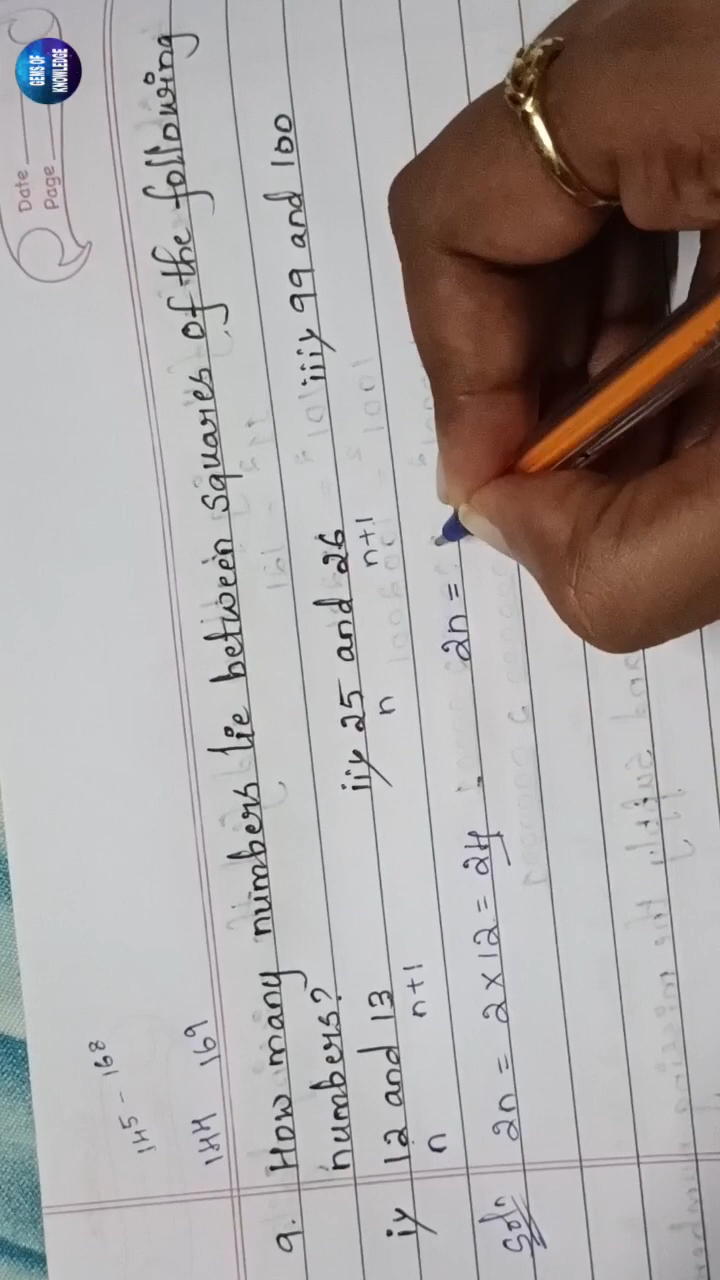 GEMS OF
KNOWLEDGE
Date
Page
145 - 168
144 169
9. How many numbers lie between squares of the following
numbers?
i) 12 and 13 ii) 25 and 26 iii) 99 and 100
n n+1 n n+1
Soln 2n = 2 x 12 = 24 2n =